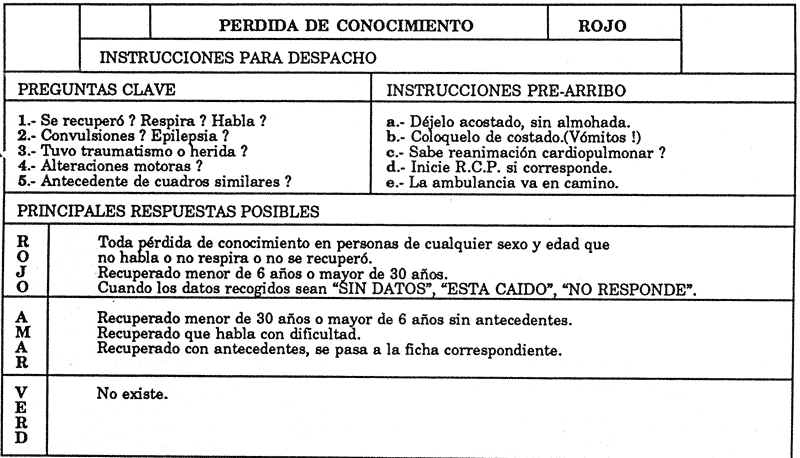 PERDIDA DE CONOCIMIENTO ROJO
INSTRUCCIONES PARA DESPACHO
PREGUNTAS CLAVE
1.- Se recuperó ? Respira ? Habla ?
2.- Convulsiones ? Epilepsia ?
3.- Tuvo traumatismo o herida ?
4.- Alteraciones motoras ?
5.- Antecedente de cuadros similares ?
INSTRUCCIONES PRE-ARRIBO
a.- Déjelo acostado, sin almohada.
b.- Coloquelo de costado.(Vómitos !)
c.- Sabe reanimación cardiopulmonar ?
d.- Inicie R.C.P. si corresponde.
e.- La ambulancia va en camino.
PRINCIPALES RESPUESTAS POSIBLES
ROJO
Toda pérdida de conocimiento en personas de cualquier sexo y edad que
no habla o no respira o no se recuperó.
Recuperado menor de 6 años o mayor de 30 años.
Cuando los datos recogidos sean “SIN DATOS”, “ESTA CAIDO”, “NO RESPONDE”.
AMAR
Recuperado menor de 30 años o mayor de 6 años sin antecedentes.
Recuperado que habla con dificultad.
Recuperado con antecedentes, se pasa a la ficha correspondiente.
VERD
No existe.